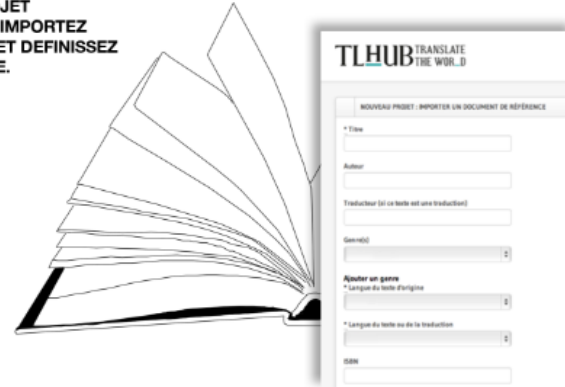 JET
IMPORTEZ
ET DEFINISSEZ
E.
TLHUB TRANSLATE
THE WOR_D
NOUVEAU PROJET : IMPORTER UN DOCUMENT DE RÉFÉRENCE
* Titre
Auteur
Traducteur (si ce texte est une traduction)
Genre(s)
Ajouter un genre
* Langue du texte d'origine
* Langue du texte ou de la traduction
ISBN